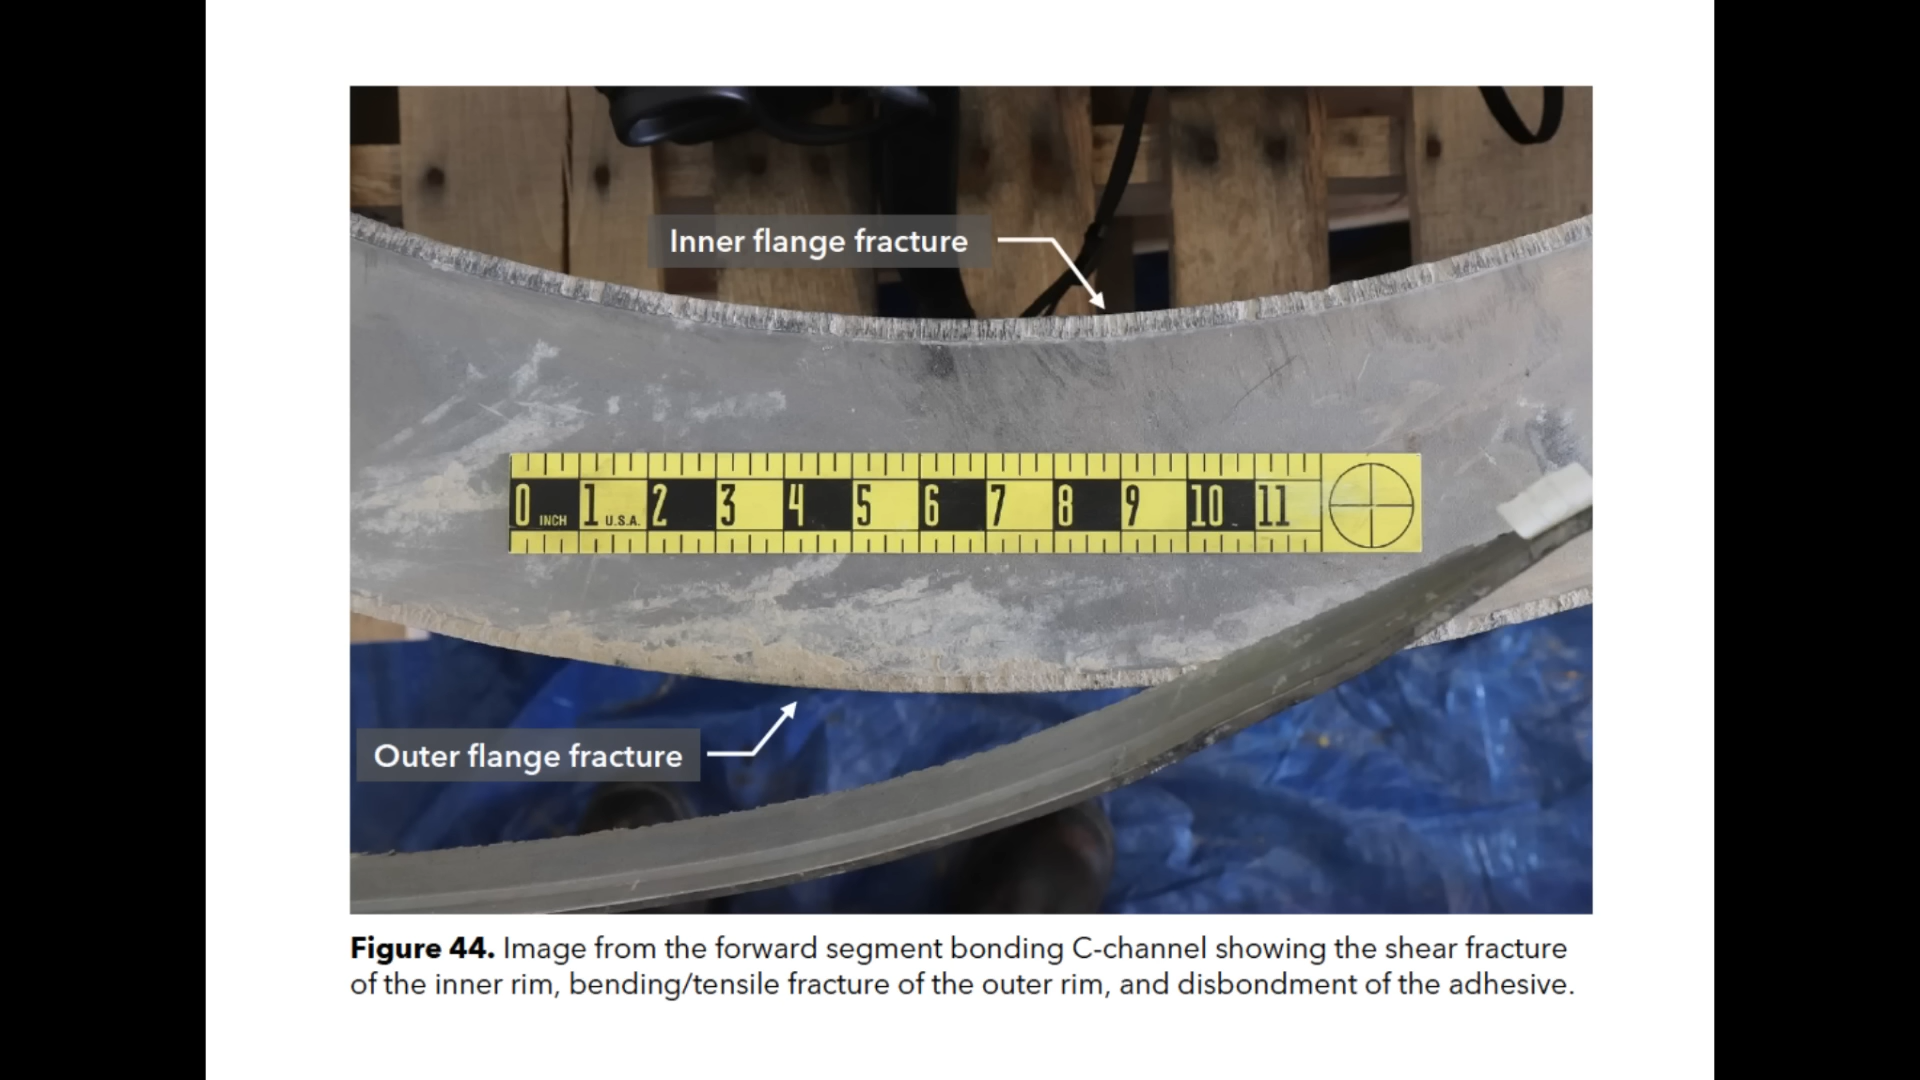 Inner flange fracture
0 INCH 1 U.S.A. 2 3 4 5 6 7 8 9 10 11
Outer flange fracture
Figure 44. Image from the forward segment bonding C-channel showing the shear fracture
of the inner rim, bending/tensile fracture of the outer rim, and disbondment of the adhesive.